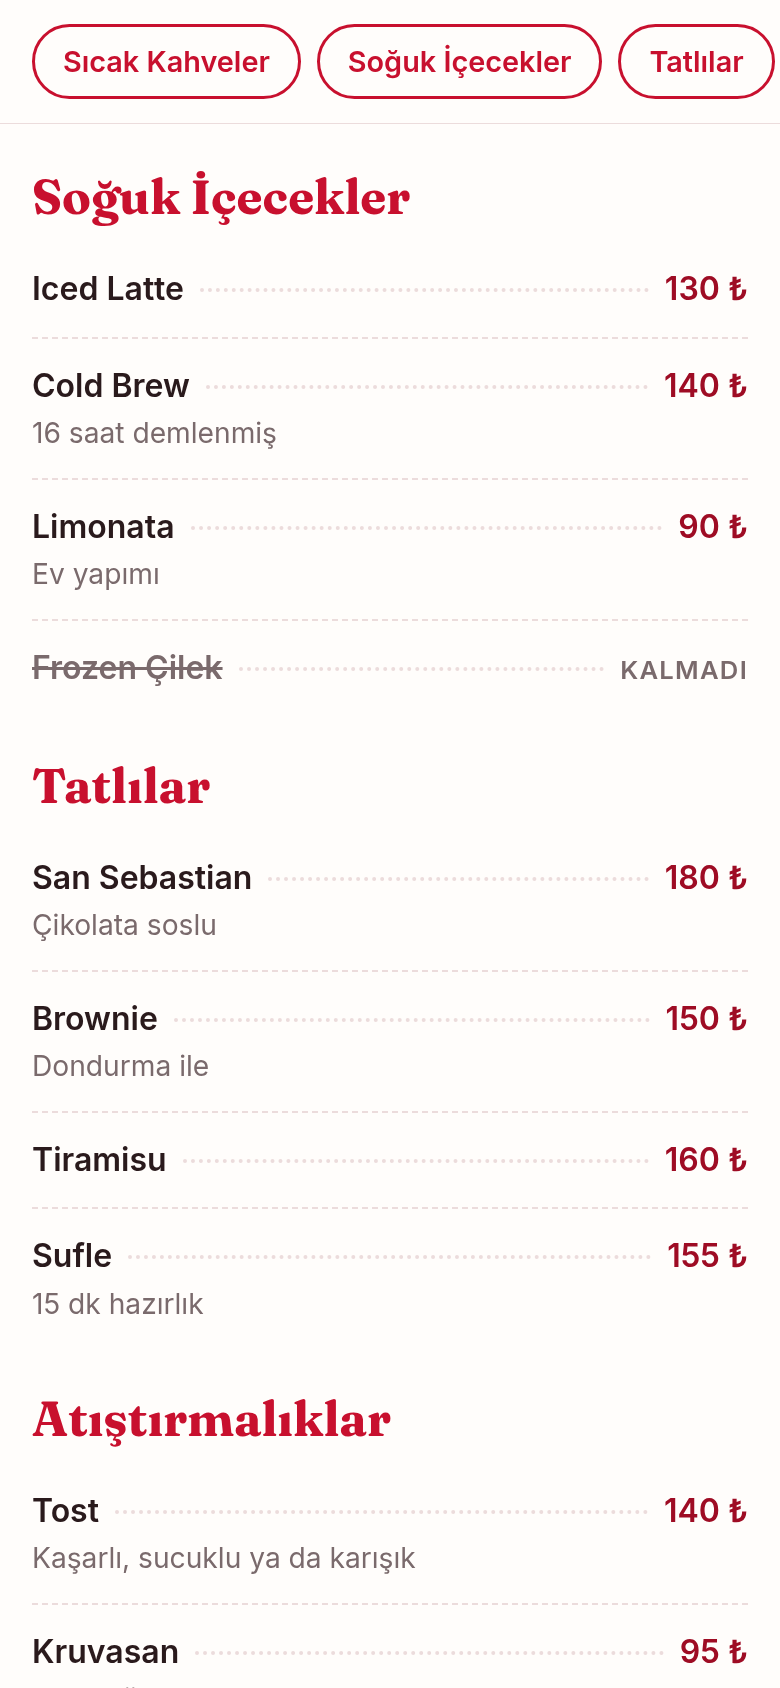 Sıcak Kahveler
Soğuk İçecekler
Tatlılar
Soğuk İçecekler
Iced Latte 130 ₺
Cold Brew 140 ₺
16 saat demlenmiş
Limonata 90 ₺
Ev yapımı
Frozen Çilek KALMADI
Tatlılar
San Sebastian 180 ₺
Çikolata soslu
Brownie 150 ₺
Dondurma ile
Tiramisu 160 ₺
Sufle 155 ₺
15 dk hazırlık
Atıştırmalıklar
Tost 140 ₺
Kaşarlı, sucuklu ya da karışık
Kruvasan 95 ₺